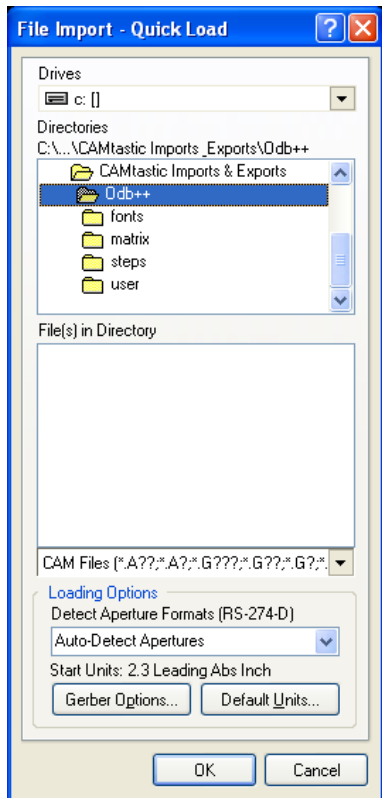 File Import - Quick Load
Drives
c: []
Directories
C:\...\CAMtastic Imports _Exports\Odb++
CAMtastic Imports & Exports
Odb++
fonts
matrix
steps
user
File(s) in Directory
CAM Files (*.A??;*.A?;*.G???;*.G??;*.G?;*.
Loading Options
Detect Aperture Formats (RS-274-D)
Auto-Detect Apertures
Start Units: 2.3 Leading Abs Inch
Gerber Options... Default Units...
OK Cancel